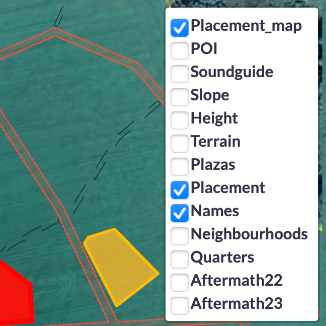 Placement_map
POI
Soundguide
Slope
Height
Terrain
Plazas
Placement
Names
Neighbourhoods
Quarters
Aftermath22
Aftermath23